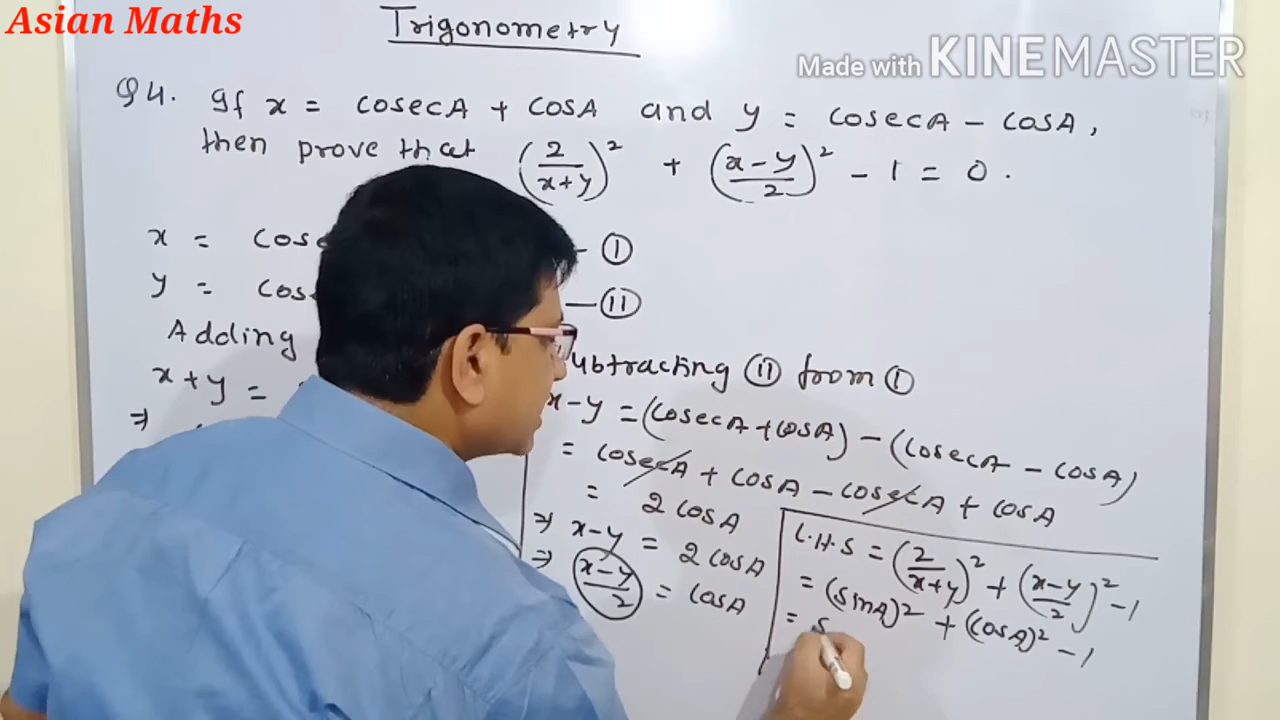 Asian Maths
Trigonometry
Made with KINEMASTER
Q4. If x = cosecA + cosA and y = cosecA - cosA,
then prove that (2/(x+y))² + ((x-y)/2)² - 1 = 0.
x = cose
— ①
y = cos
— ②
Adding
x+y =
⇒
ubtracting ② from ①
x-y = (cosecA + cosA) - (cosecA - cosA)
= cosecA + cosA - cosecA + cosA
= 2 cosA
⇒ x-y = 2 cosA
⇒ (x-y)/2 = cosA
L.H.S = (2/(x+y))² + ((x-y)/2)² - 1
= (sinA)² + (cosA)² - 1
= s